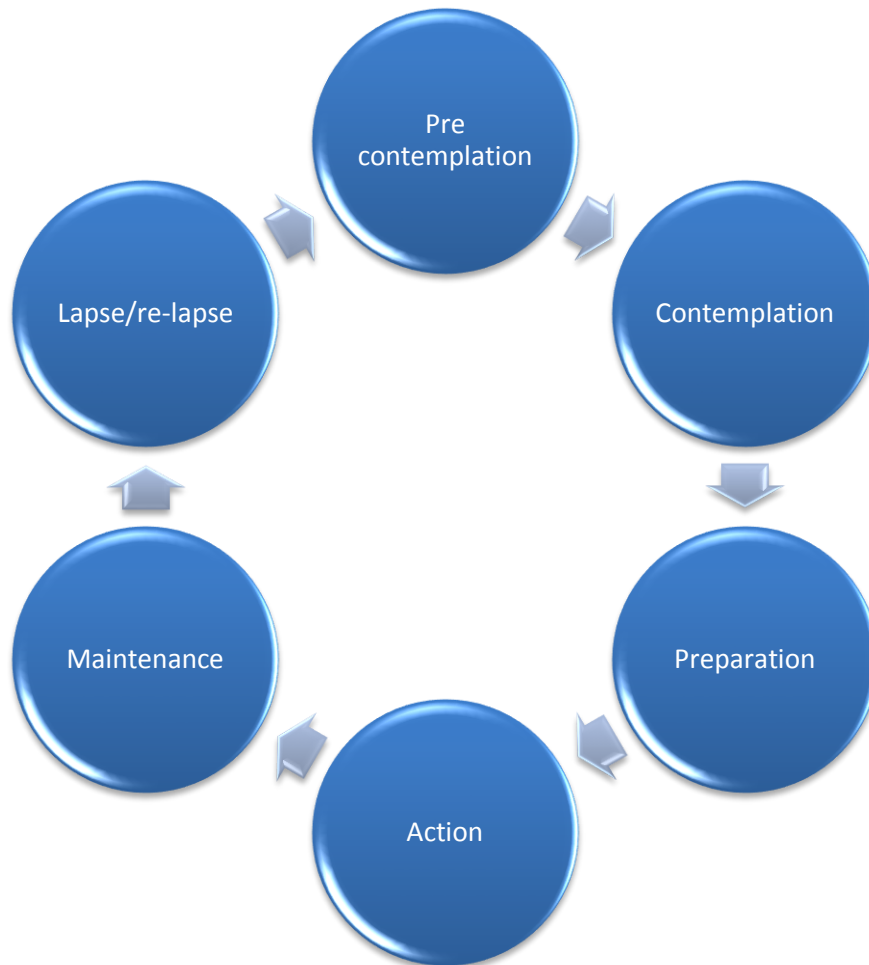 Pre
contemplation
Contemplation
Preparation
Action
Maintenance
Lapse/re-lapse